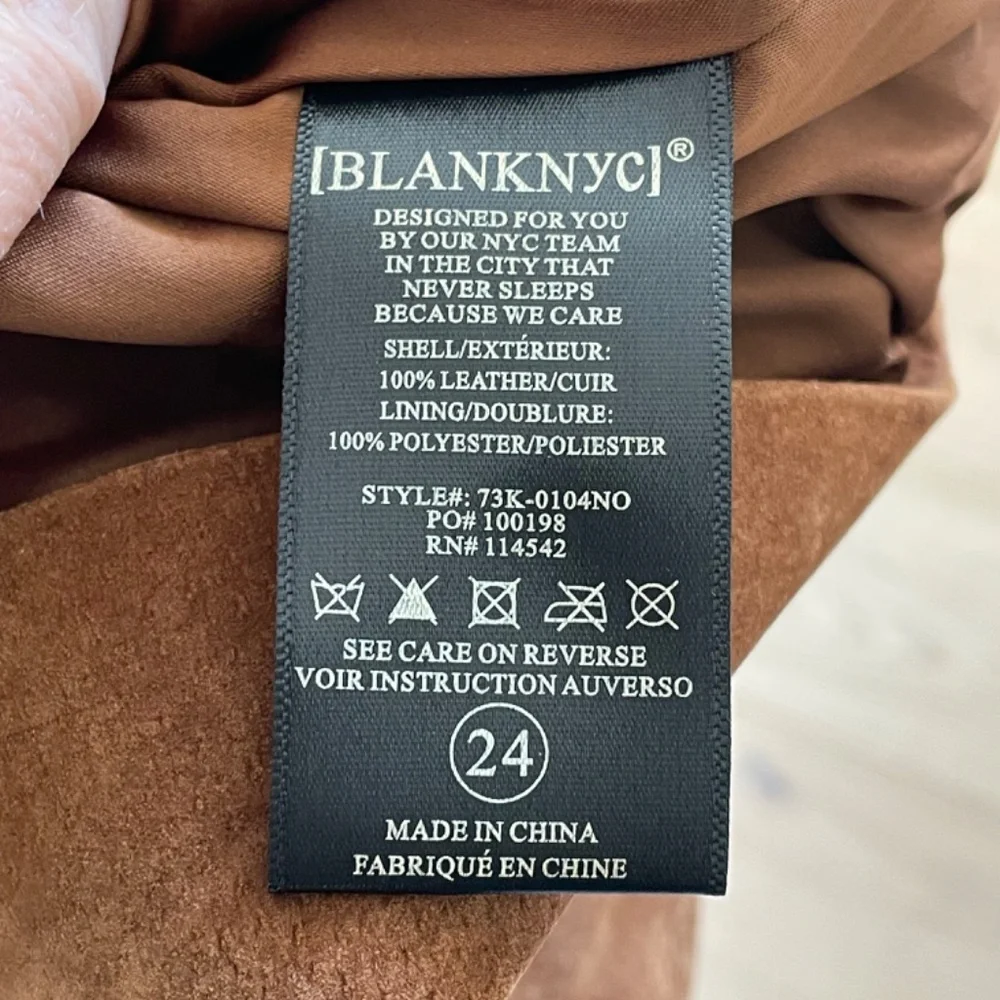 [BLANKNYC]®
DESIGNED FOR YOU
BY OUR NYC TEAM
IN THE CITY THAT
NEVER SLEEPS
BECAUSE WE CARE
SHELL/EXTÉRIEUR:
100% LEATHER/CUIR
LINING/DOUBLURE:
100% POLYESTER/POLIESTER
STYLE#: 73K-0104NO
PO# 100198
RN# 114542
SEE CARE ON REVERSE
VOIR INSTRUCTION AUVERSO
24
MADE IN CHINA
FABRIQUÉ EN CHINE